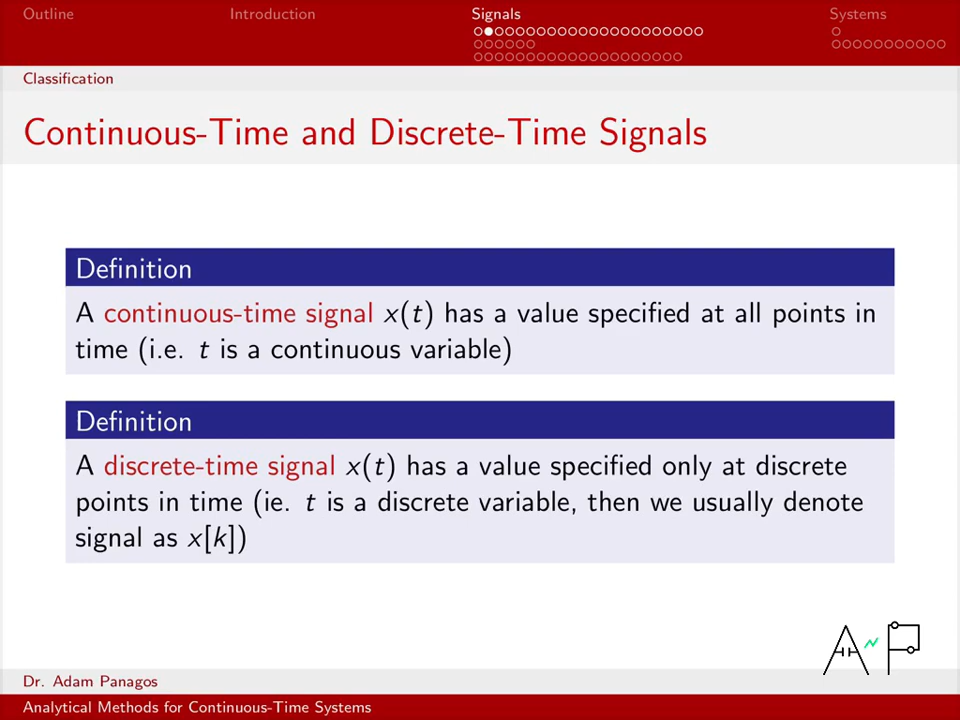 Outline
Introduction
Signals
Systems
Classification
Continuous-Time and Discrete-Time Signals
Definition
A continuous-time signal x(t) has a value specified at all points in
time (i.e. t is a continuous variable)
Definition
A discrete-time signal x(t) has a value specified only at discrete
points in time (ie. t is a discrete variable, then we usually denote
signal as x[k])
A P
Dr. Adam Panagos
Analytical Methods for Continuous-Time Systems